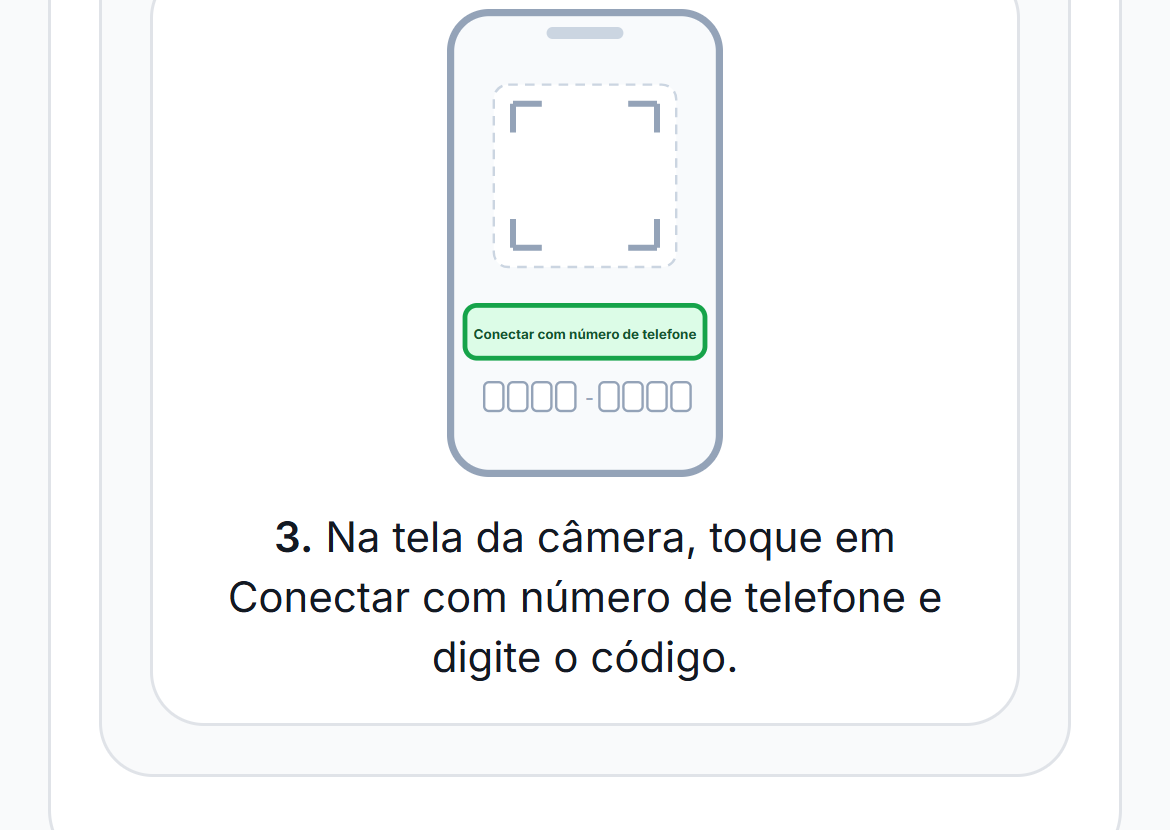 Conectar com número de telefone
-
3. Na tela da câmera, toque em
Conectar com número de telefone e
digite o código.